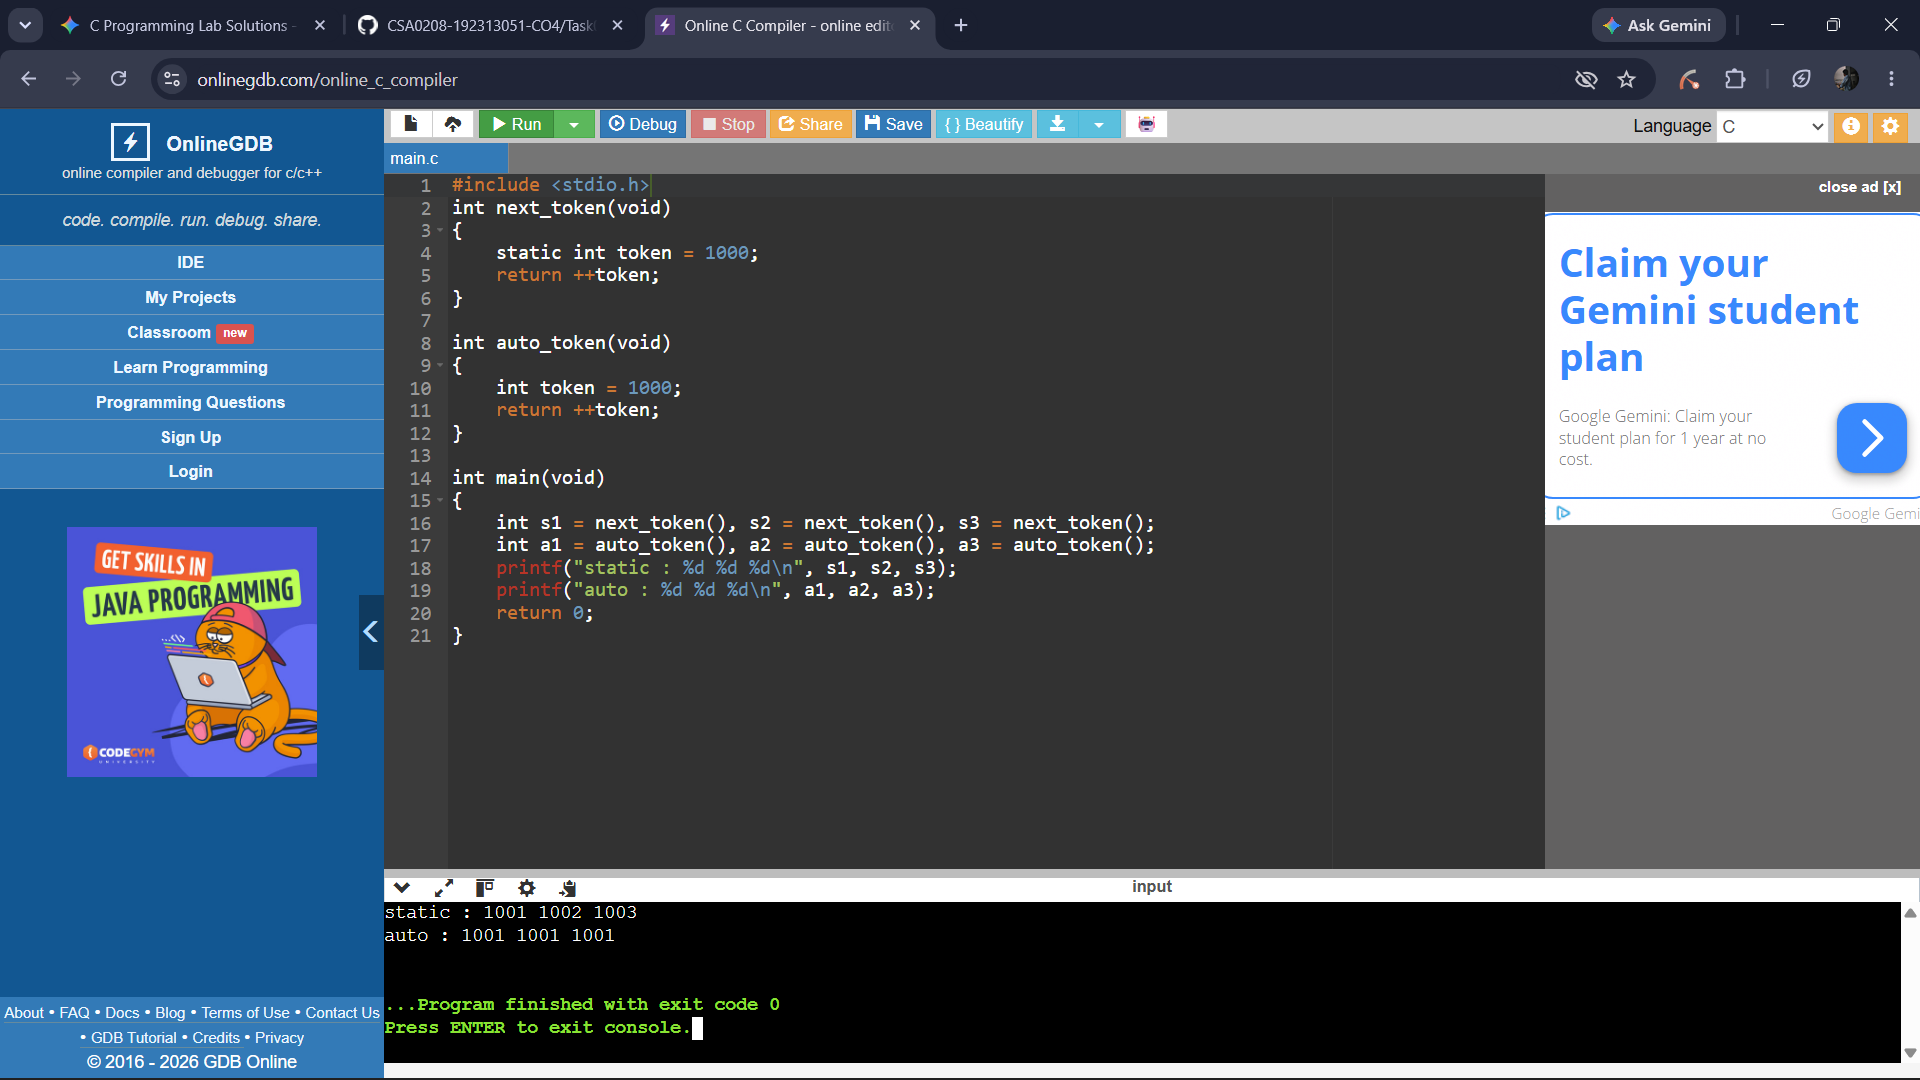 C Programming Lab Solutions -
CSA0208-192313051-CO4/Task
Online C Compiler - online edit
Ask Gemini
onlinegdb.com/online_c_compiler
OnlineGDB
online compiler and debugger for c/c++
code. compile. run. debug. share.
IDE
My Projects
Classroom new
Learn Programming
Programming Questions
Sign Up
Login
GET SKILLS IN
JAVA PROGRAMMING
CODEGYM
UNIVERSITY
About • FAQ • Docs • Blog • Terms of Use • Contact Us
• GDB Tutorial • Credits • Privacy
© 2016 - 2026 GDB Online
Run Debug Stop Share Save { } Beautify
Language C
main.c
1 #include <stdio.h>
2 int next_token(void)
3 {
4     static int token = 1000;
5     return ++token;
6 }
7
8 int auto_token(void)
9 {
10     int token = 1000;
11     return ++token;
12 }
13
14 int main(void)
15 {
16     int s1 = next_token(), s2 = next_token(), s3 = next_token();
17     int a1 = auto_token(), a2 = auto_token(), a3 = auto_token();
18     printf("static : %d %d %d\n", s1, s2, s3);
19     printf("auto : %d %d %d\n", a1, a2, a3);
20     return 0;
21 }
close ad [x]
Claim your
Gemini student
plan
Google Gemini: Claim your
student plan for 1 year at no
cost.
Google Gemi
input
static : 1001 1002 1003
auto : 1001 1001 1001
...Program finished with exit code 0
Press ENTER to exit console.